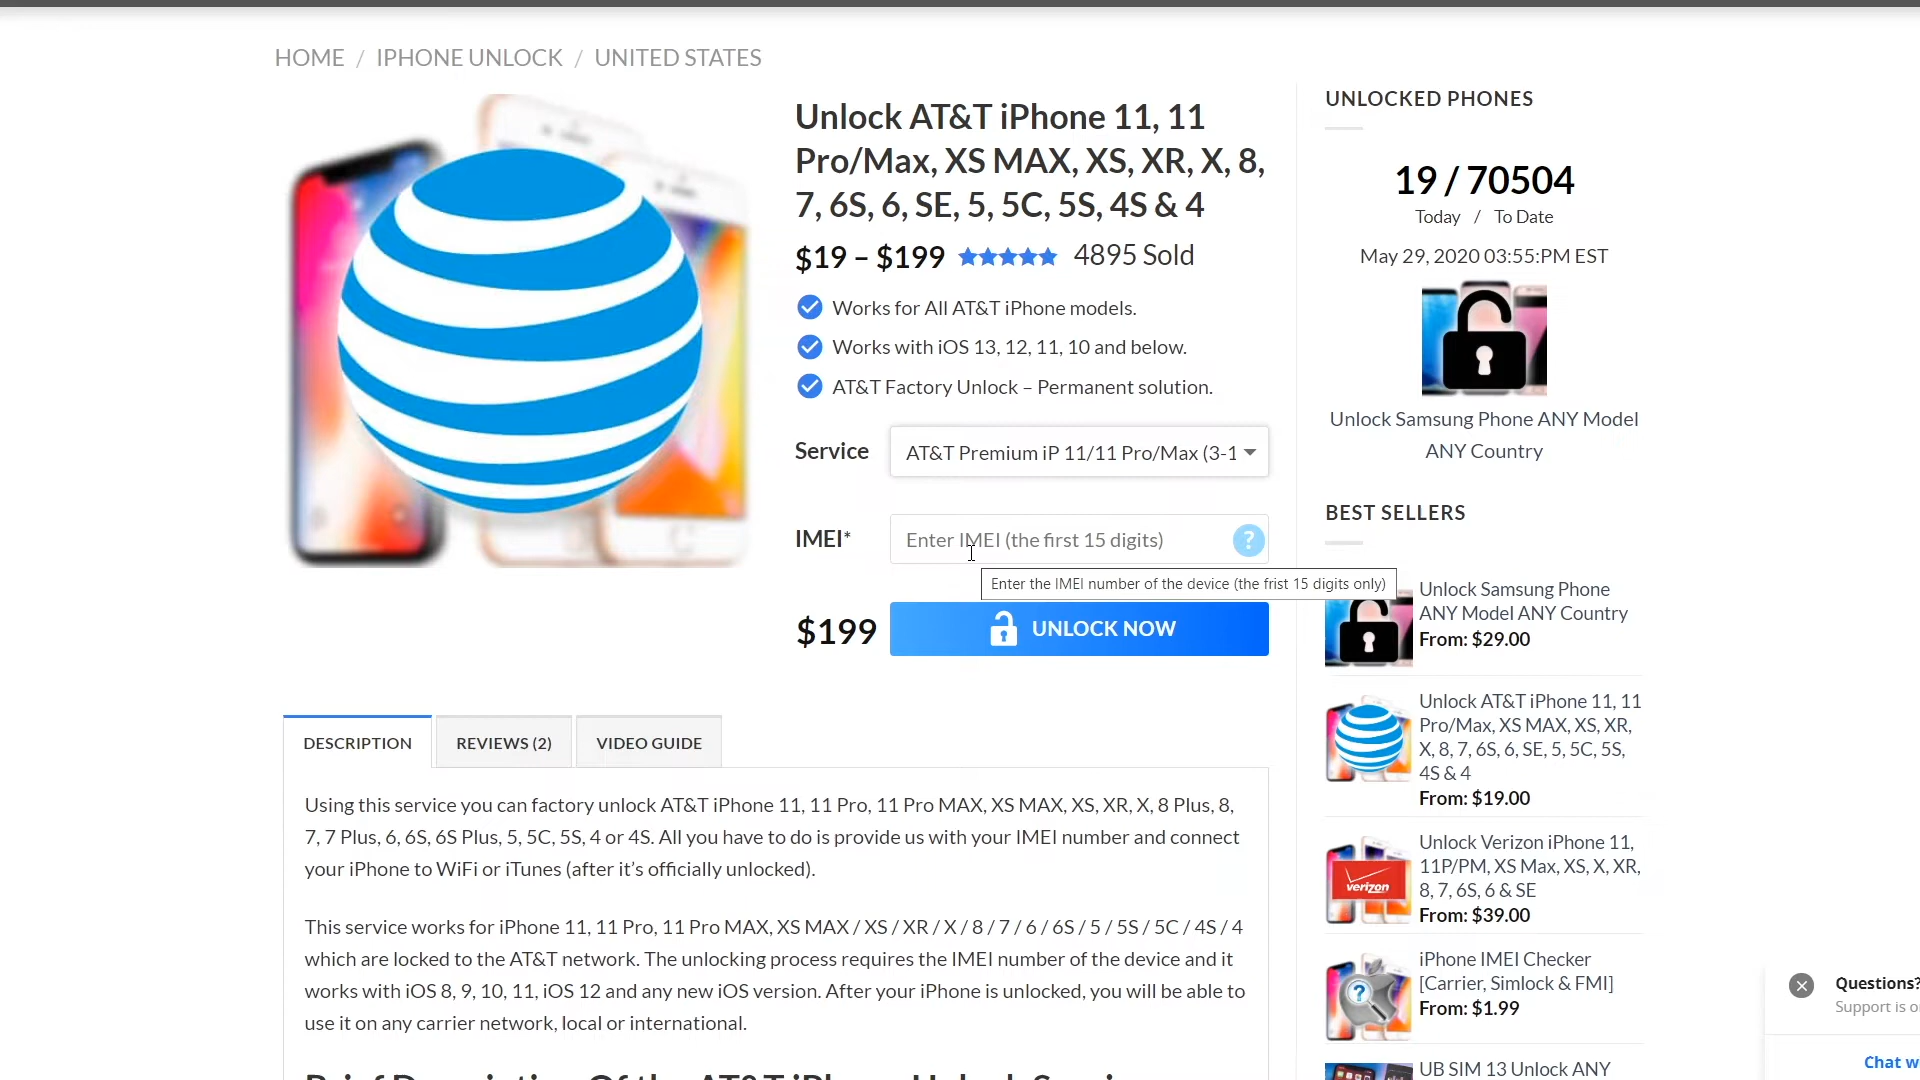 HOME / IPHONE UNLOCK / UNITED STATES
Unlock AT&T iPhone 11, 11
Pro/Max, XS MAX, XS, XR, X, 8,
7, 6S, 6, SE, 5, 5C, 5S, 4S & 4
$19 – $199 4895 Sold
Works for All AT&T iPhone models.
Works with iOS 13, 12, 11, 10 and below.
AT&T Factory Unlock – Permanent solution.
Service AT&T Premium iP 11/11 Pro/Max (3-1
IMEI* Enter IMEI (the first 15 digits) ?
Enter the IMEI number of the device (the frist 15 digits only)
$199 UNLOCK NOW
DESCRIPTION REVIEWS (2) VIDEO GUIDE
Using this service you can factory unlock AT&T iPhone 11, 11 Pro, 11 Pro MAX, XS MAX, XS, XR, X, 8 Plus, 8,
7, 7 Plus, 6, 6S, 6S Plus, 5, 5C, 5S, 4 or 4S. All you have to do is provide us with your IMEI number and connect
your iPhone to WiFi or iTunes (after it's officially unlocked).
This service works for iPhone 11, 11 Pro, 11 Pro MAX, XS MAX / XS / XR / X / 8 / 7 / 6 / 6S / 5 / 5S / 5C / 4S / 4
which are locked to the AT&T network. The unlocking process requires the IMEI number of the device and it
works with iOS 8, 9, 10, 11, iOS 12 and any new iOS version. After your iPhone is unlocked, you will be able to
use it on any carrier network, local or international.
UNLOCKED PHONES
19 / 70504
Today / To Date
May 29, 2020 03:55:PM EST
Unlock Samsung Phone ANY Model
ANY Country
BEST SELLERS
Unlock Samsung Phone
ANY Model ANY Country
From: $29.00
Unlock AT&T iPhone 11, 11
Pro/Max, XS MAX, XS, XR,
X, 8, 7, 6S, 6, SE, 5, 5C, 5S,
4S & 4
From: $19.00
verizon
Unlock Verizon iPhone 11,
11P/PM, XS Max, XS, X, XR,
8, 7, 6S, 6 & SE
From: $39.00
?
iPhone IMEI Checker
[Carrier, Simlock & FMI]
From: $1.99
UB SIM 13 Unlock ANY
Questions?
Support is
Chat